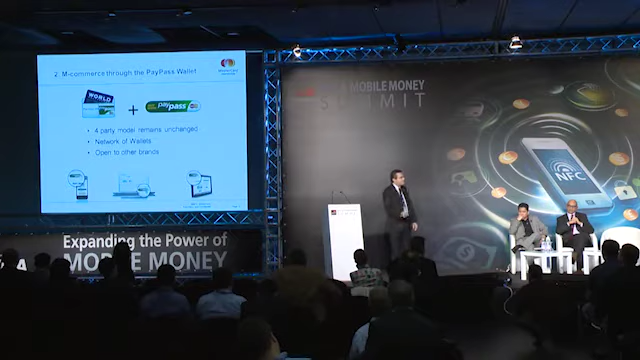 2. M-commerce through the PayPass Wallet
MasterCard
WORLD
+
PayPass
• 4 party model remains unchanged
• Network of Wallets
• Open to other brands
MOBILE MONEY
SUMMIT
NFC
Expanding the Power of
MOBILE MONEY